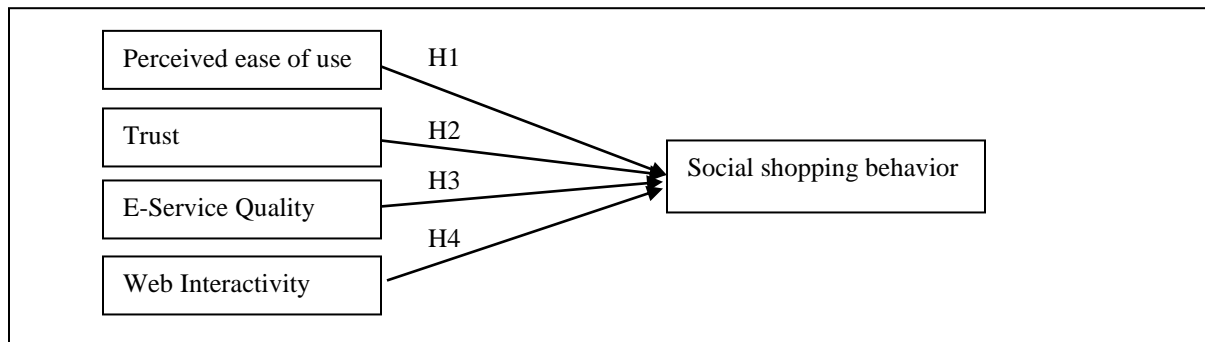 Perceived ease of use
H1
Trust
H2
Social shopping behavior
E-Service Quality
H3
Web Interactivity
H4